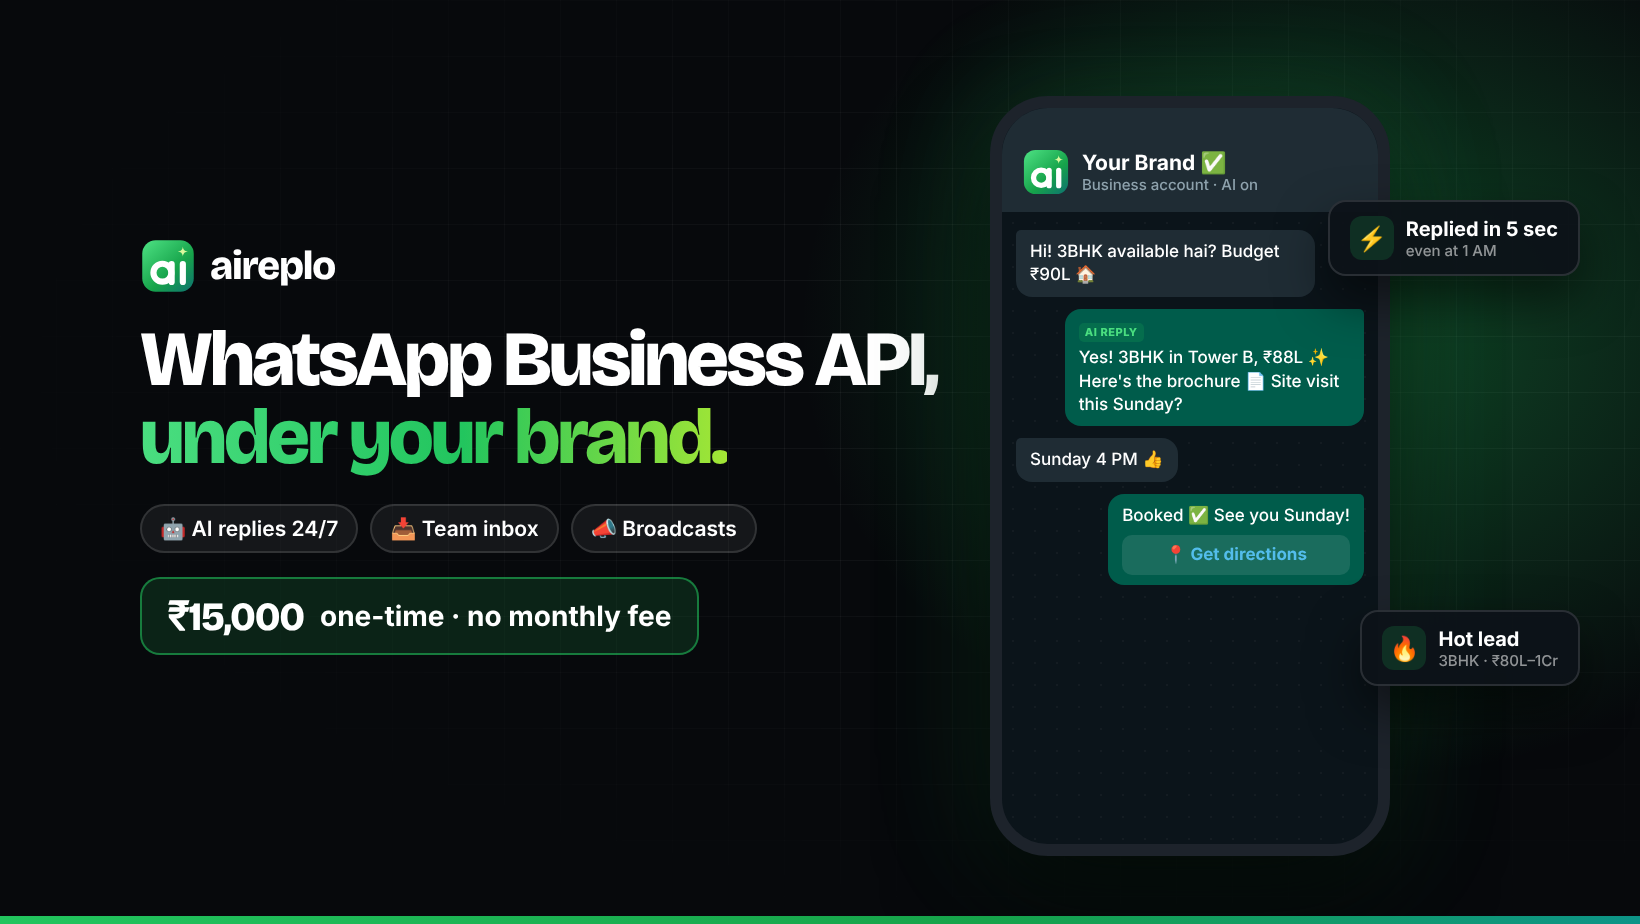 ai aireplo
WhatsApp Business API,
under your brand.
🤖 AI replies 24/7
📥 Team inbox
📣 Broadcasts
₹15,000 one-time · no monthly fee
ai
Your Brand ✅
Business account · AI on
Hi! 3BHK available hai? Budget
₹90L 🏠
AI REPLY
Yes! 3BHK in Tower B, ₹88L ✨
Here's the brochure 📄 Site visit
this Sunday?
Sunday 4 PM 👍
Booked ✅ See you Sunday!
📍 Get directions
⚡ Replied in 5 sec
even at 1 AM
🔥 Hot lead
3BHK · ₹80L–1Cr